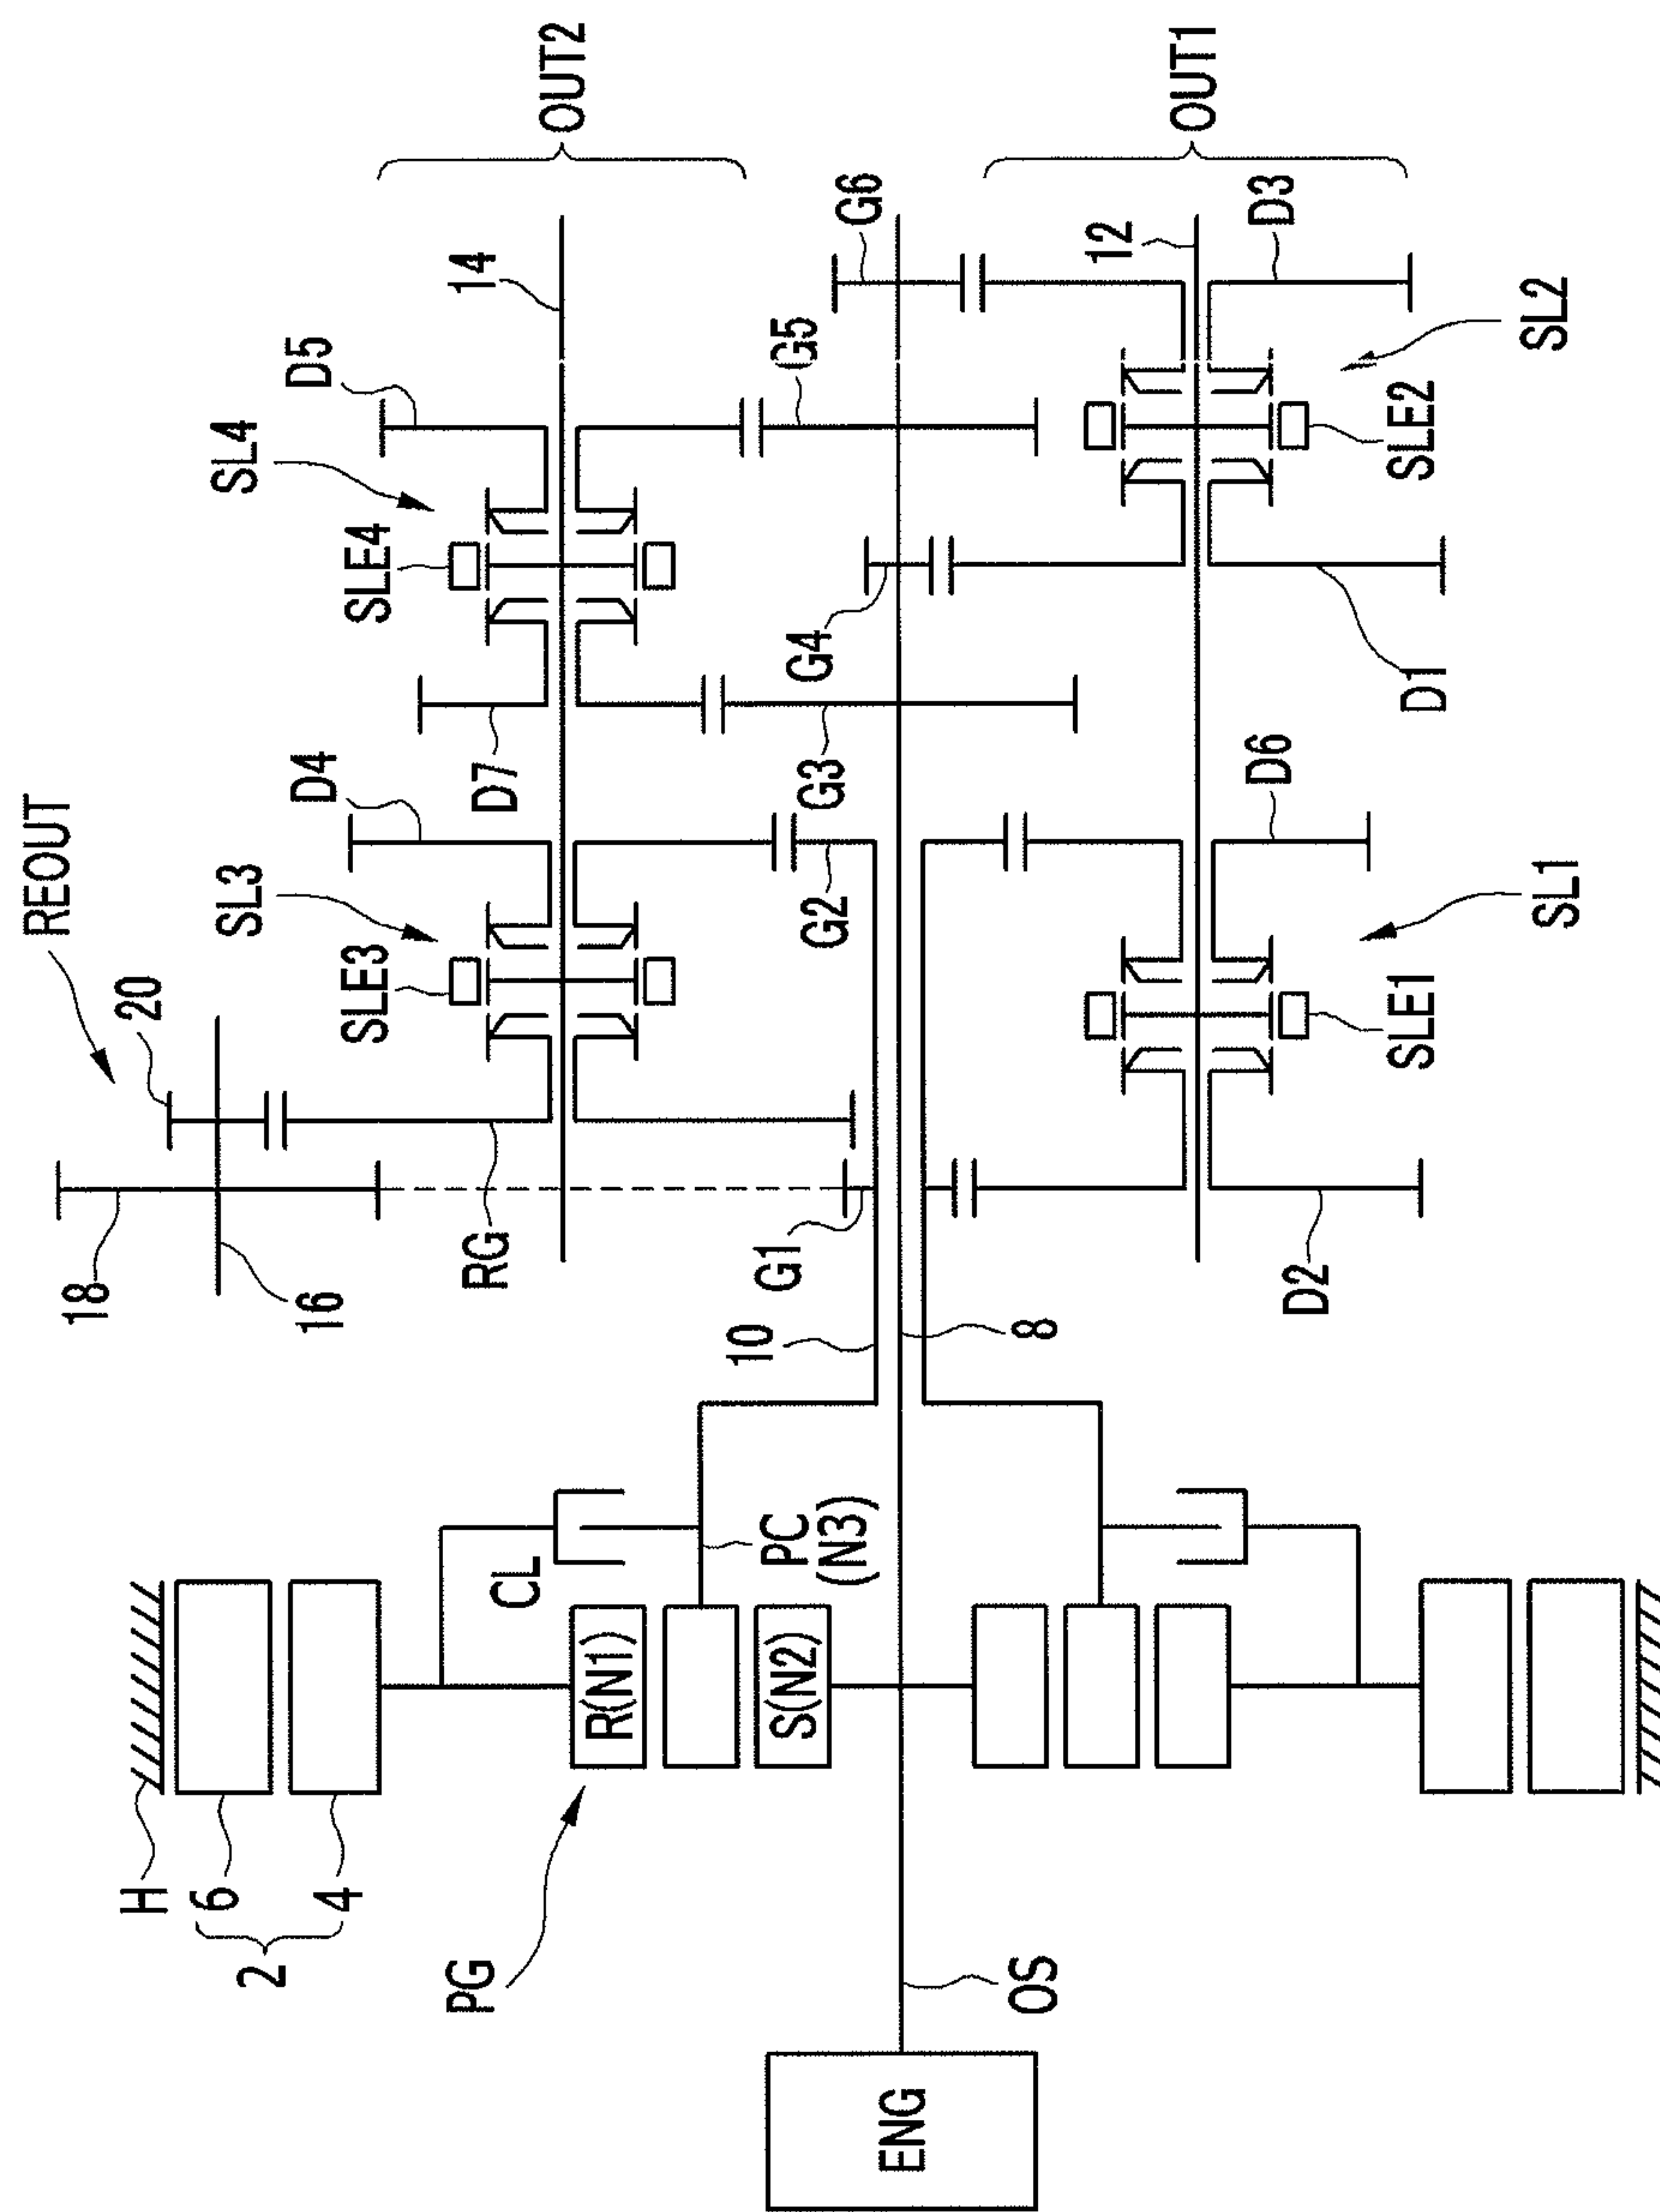 REOUT
OUT2
OUT1
20
18
16
RG
SL3
SLE3
D4
D7
SL4
SLE4
D5
14
G1
G2
G3
G4
G5
G6
12
D3
SL2
SLE2
D1
D6
SL1
SLE1
D2
10
8
CL
PC
(N3)
R(N1)
S(N2)
H
6
4
2
PG
OS
ENG